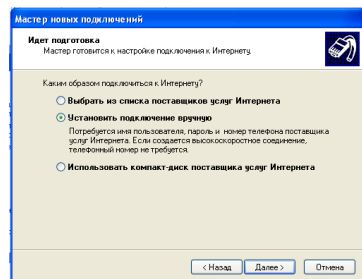 Мастер новых подключений
Идет подготовка
Мастер готовится к настройке подключения к Интернету.
Каким образом подключиться к Интернету?
Выбрать из списка поставщиков услуг Интернета
Установить подключение вручную
Потребуется имя пользователя, пароль и номер телефона поставщика
услуг Интернета. Если создается высокоскоростное соединение,
телефонный номер не требуется.
Использовать компакт-диск поставщика услуг Интернета
< Назад Далее > Отмена